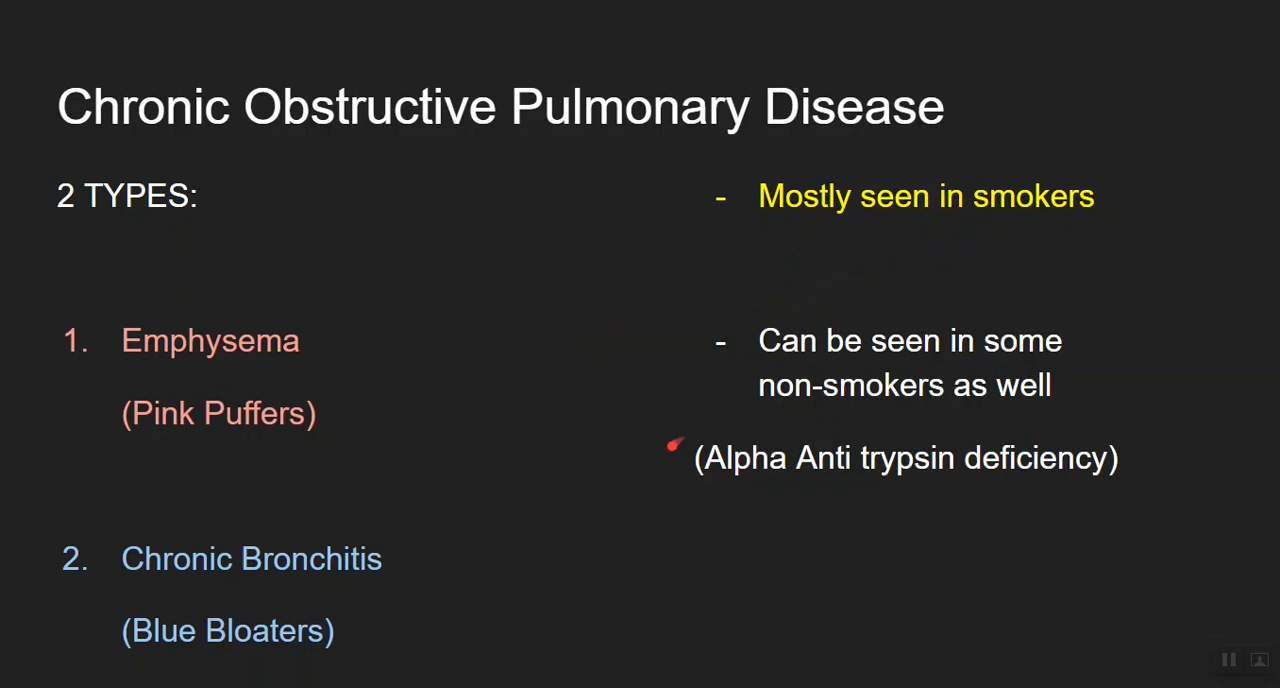 Chronic Obstructive Pulmonary Disease
2 TYPES:
1. Emphysema
(Pink Puffers)
2. Chronic Bronchitis
(Blue Bloaters)
- Mostly seen in smokers
- Can be seen in some
non-smokers as well
(Alpha Anti trypsin deficiency)